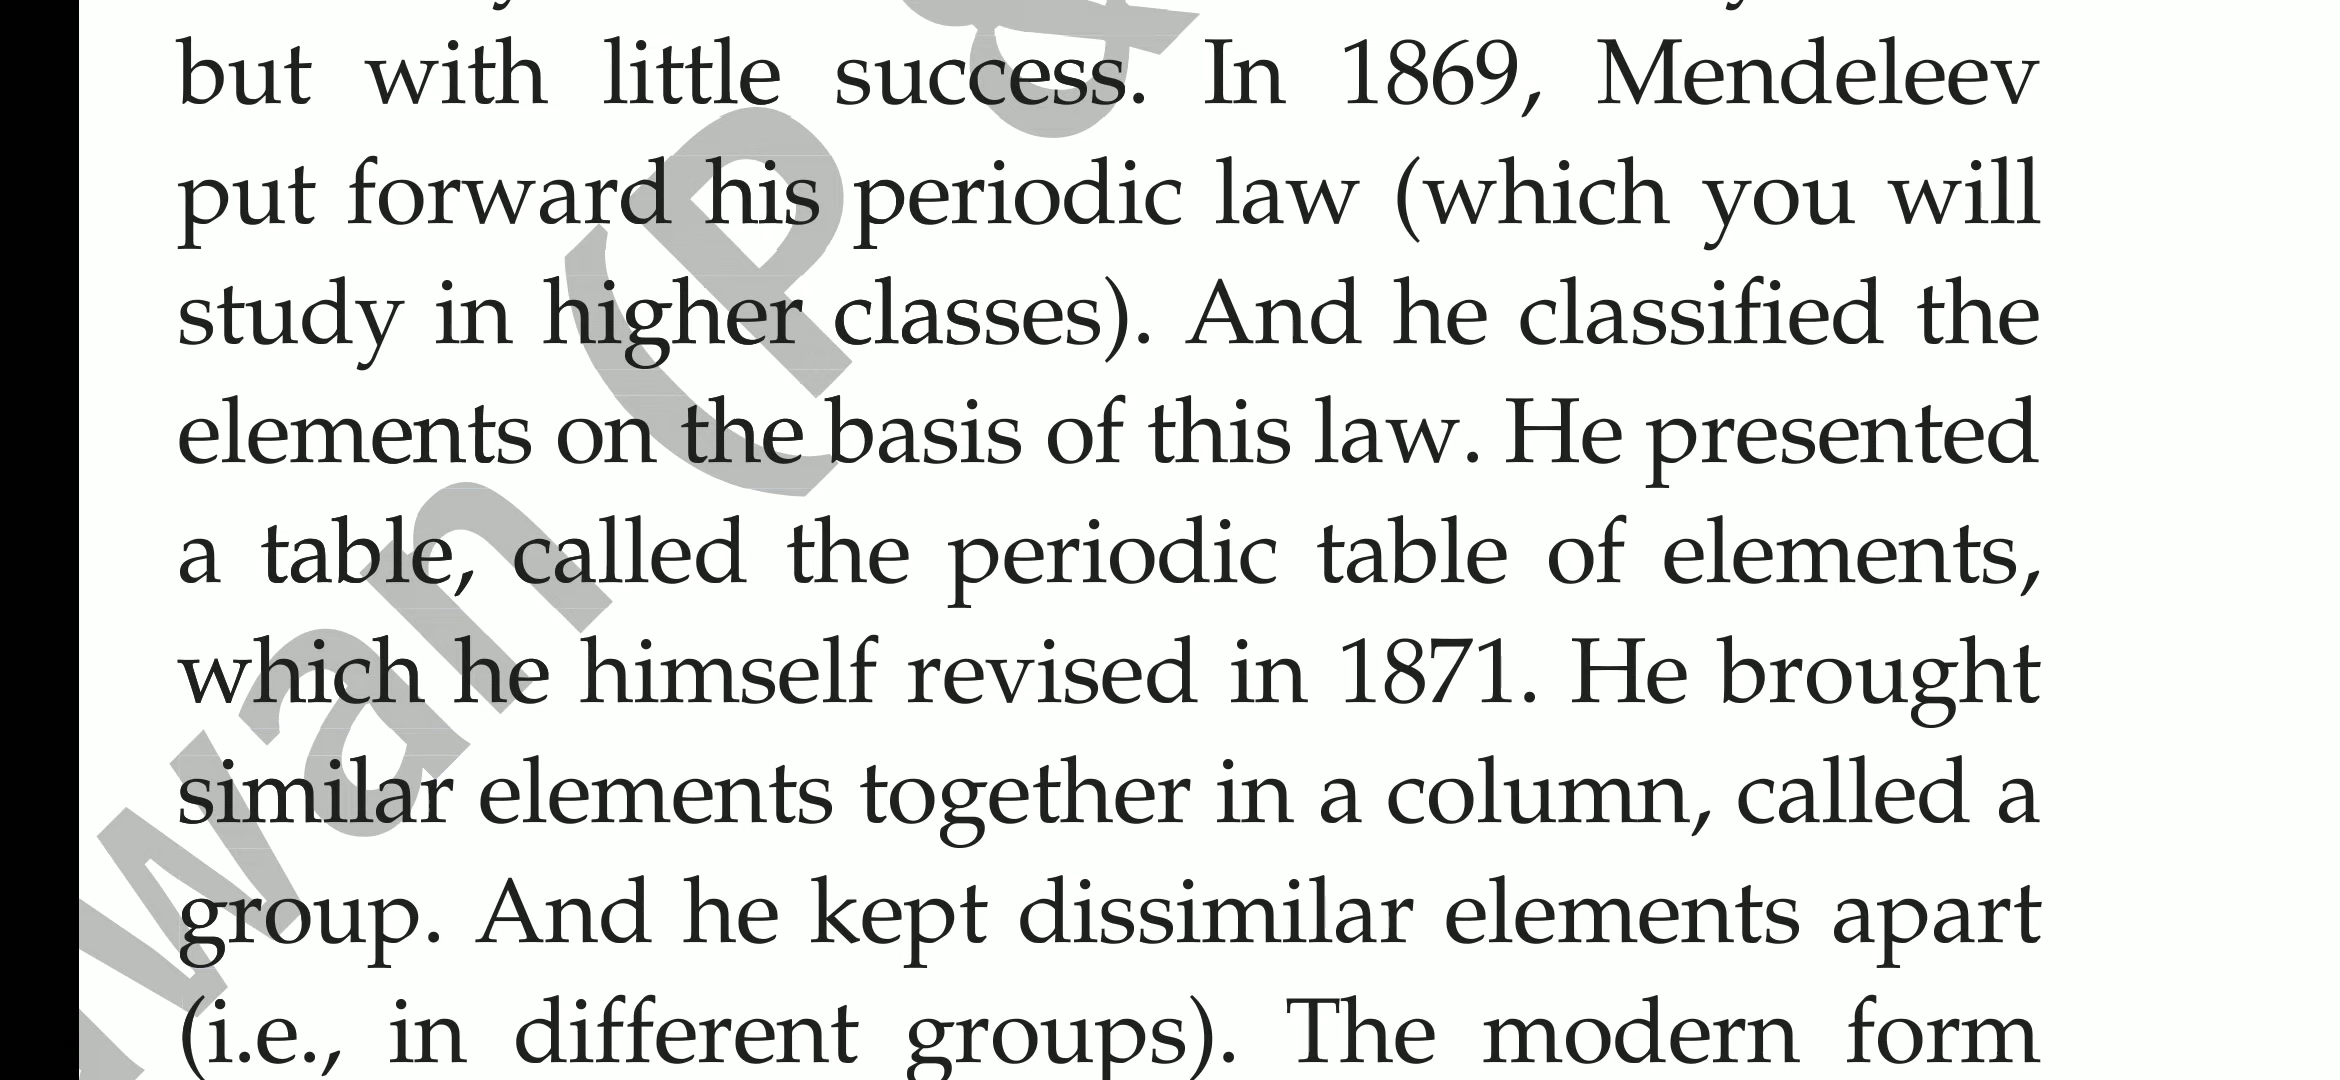 but with little success. In 1869, Mendeleev
put forward his periodic law (which you will
study in higher classes). And he classified the
elements on the basis of this law. He presented
a table, called the periodic table of elements,
which he himself revised in 1871. He brought
similar elements together in a column, called a
group. And he kept dissimilar elements apart
(i.e., in different groups). The modern form